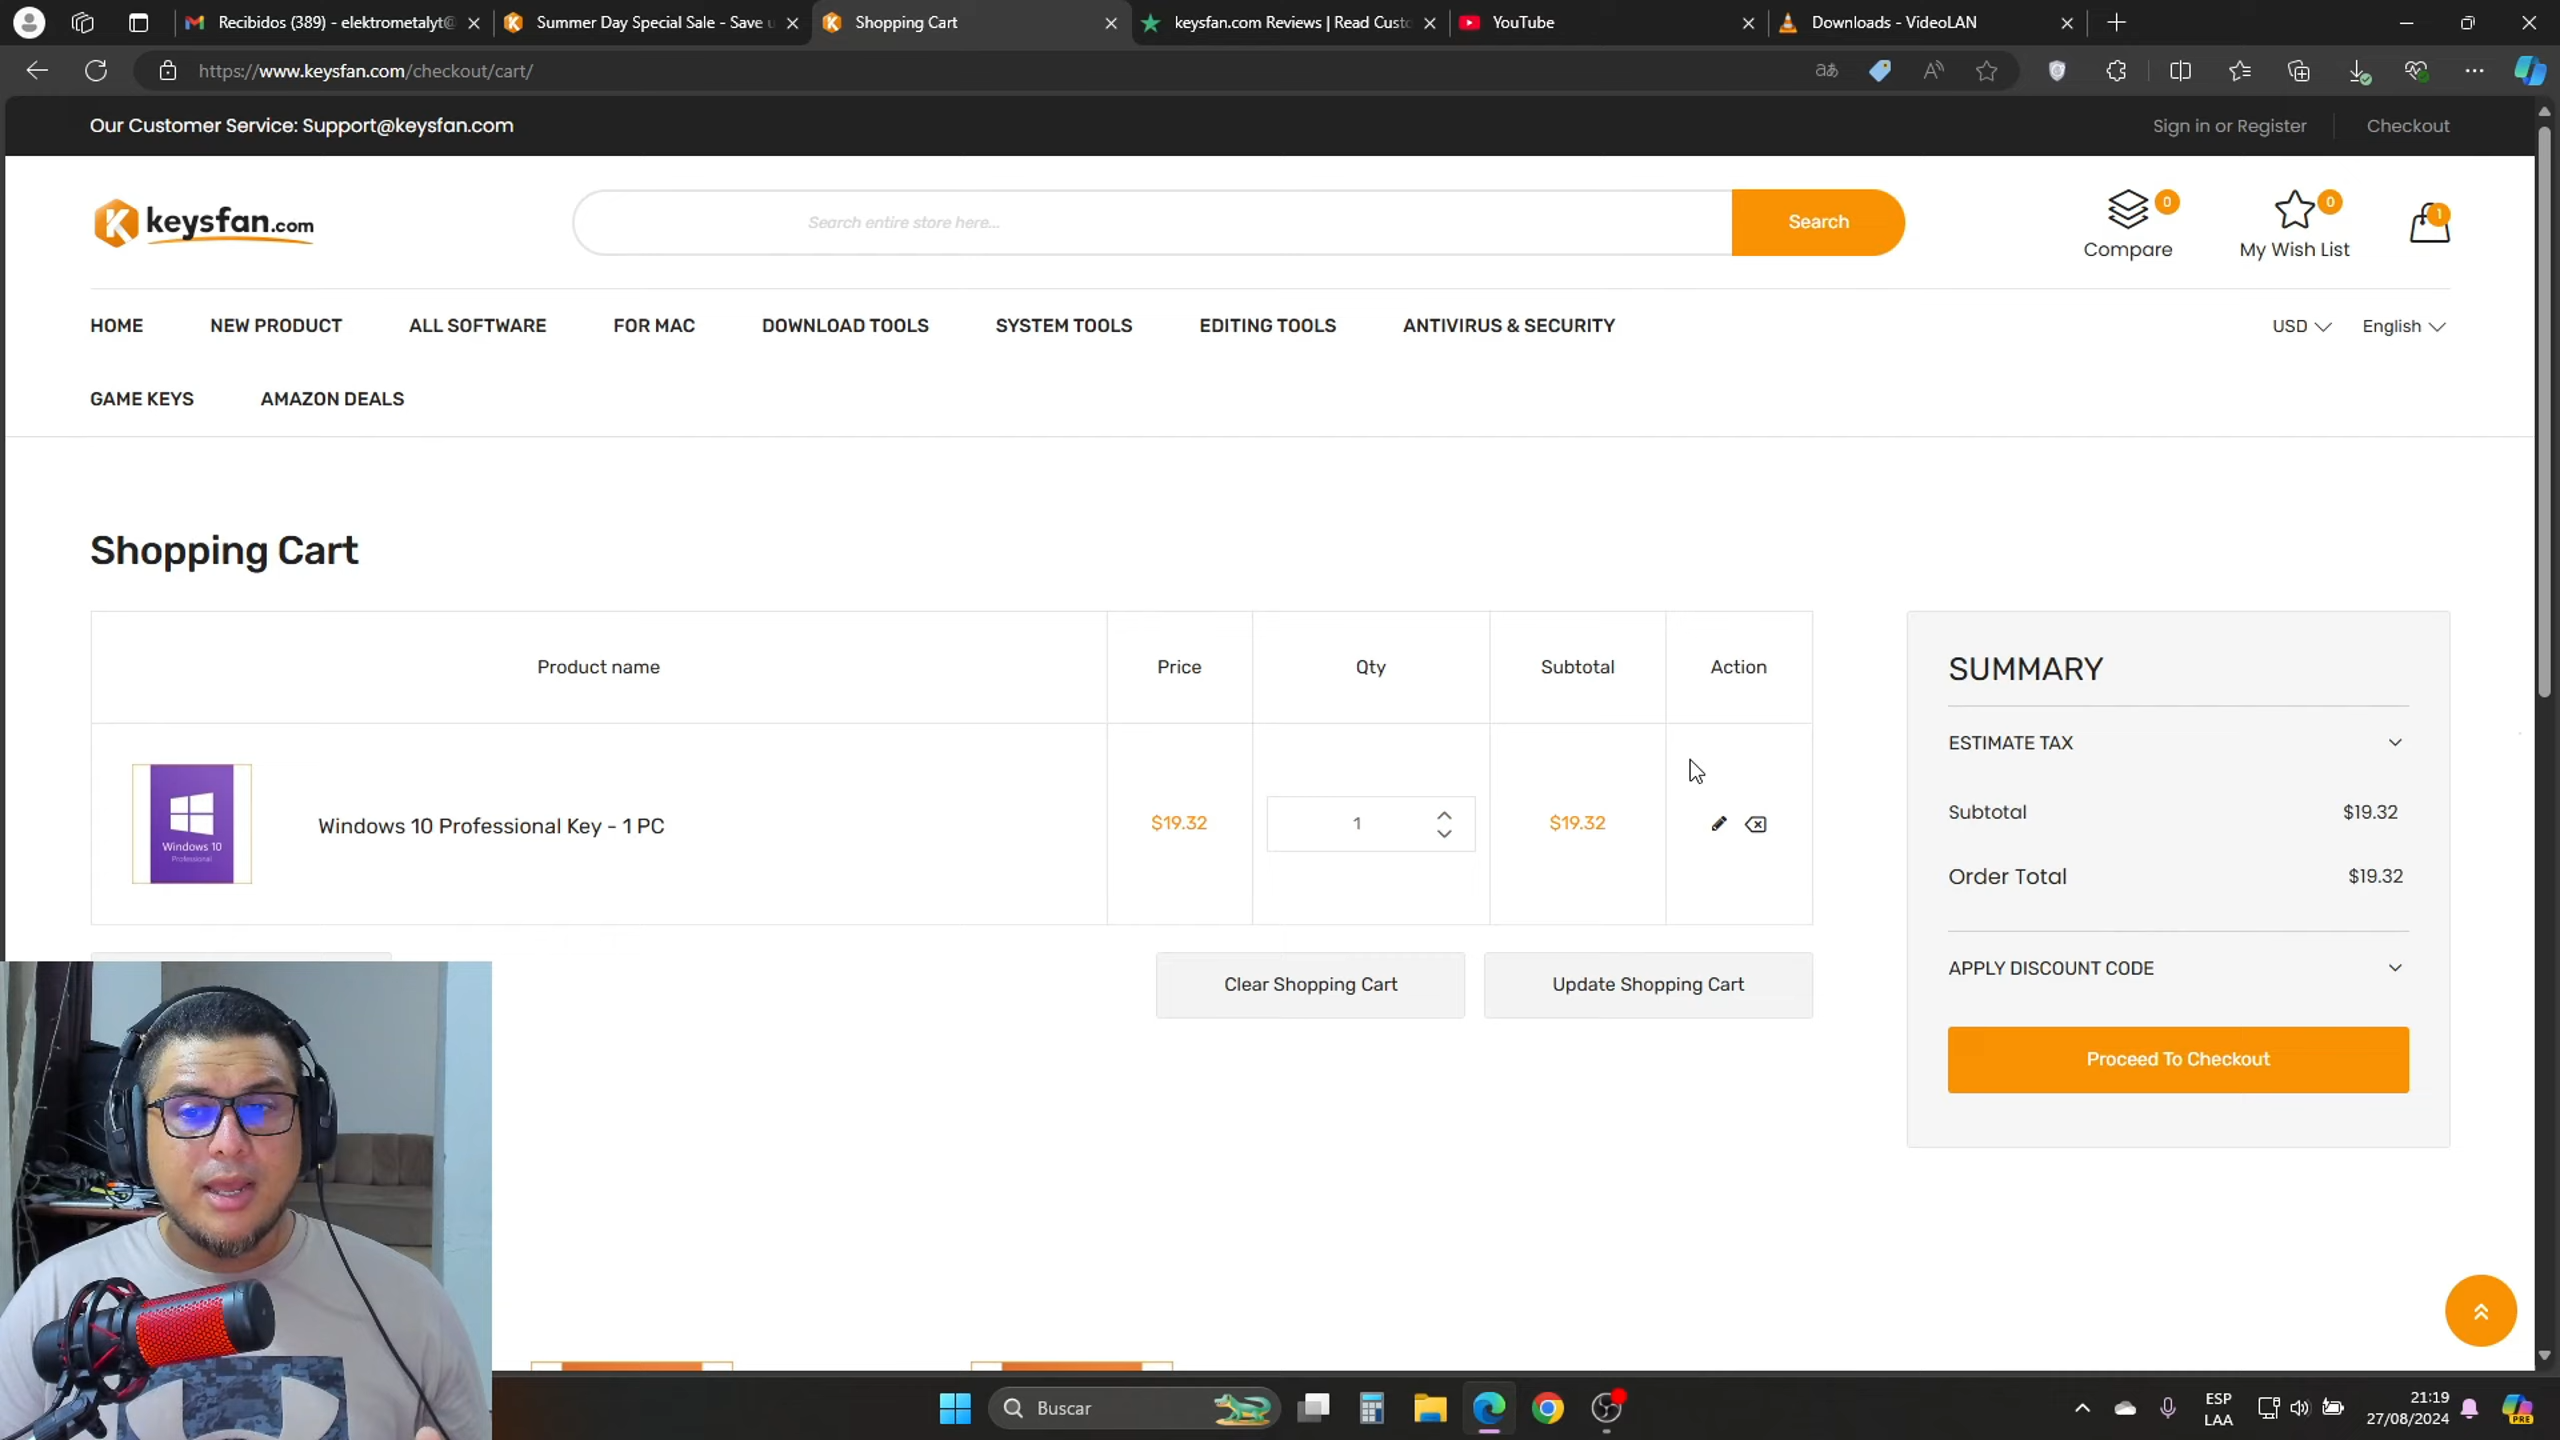 Recibidos (389) - elektrometalyt@
Summer Day Special Sale - Save u
Shopping Cart
keysfan.com Reviews | Read Custo
YouTube
Downloads - VideoLAN
https://www.keysfan.com/checkout/cart/
Our Customer Service: Support@keysfan.com
Sign in or Register
Checkout
keysfan.com
Search entire store here...
Search
0
Compare
0
My Wish List
1
HOME
NEW PRODUCT
ALL SOFTWARE
FOR MAC
DOWNLOAD TOOLS
SYSTEM TOOLS
EDITING TOOLS
ANTIVIRUS & SECURITY
USD
English
GAME KEYS
AMAZON DEALS
Shopping Cart
Product name
Price
Qty
Subtotal
Action
Windows 10
Professional
Windows 10 Professional Key - 1 PC
$19.32
1
$19.32
Clear Shopping Cart
Update Shopping Cart
SUMMARY
ESTIMATE TAX
Subtotal
$19.32
Order Total
$19.32
APPLY DISCOUNT CODE
Proceed To Checkout
Buscar
ESP
LAA
21:19
27/08/2024
PRE